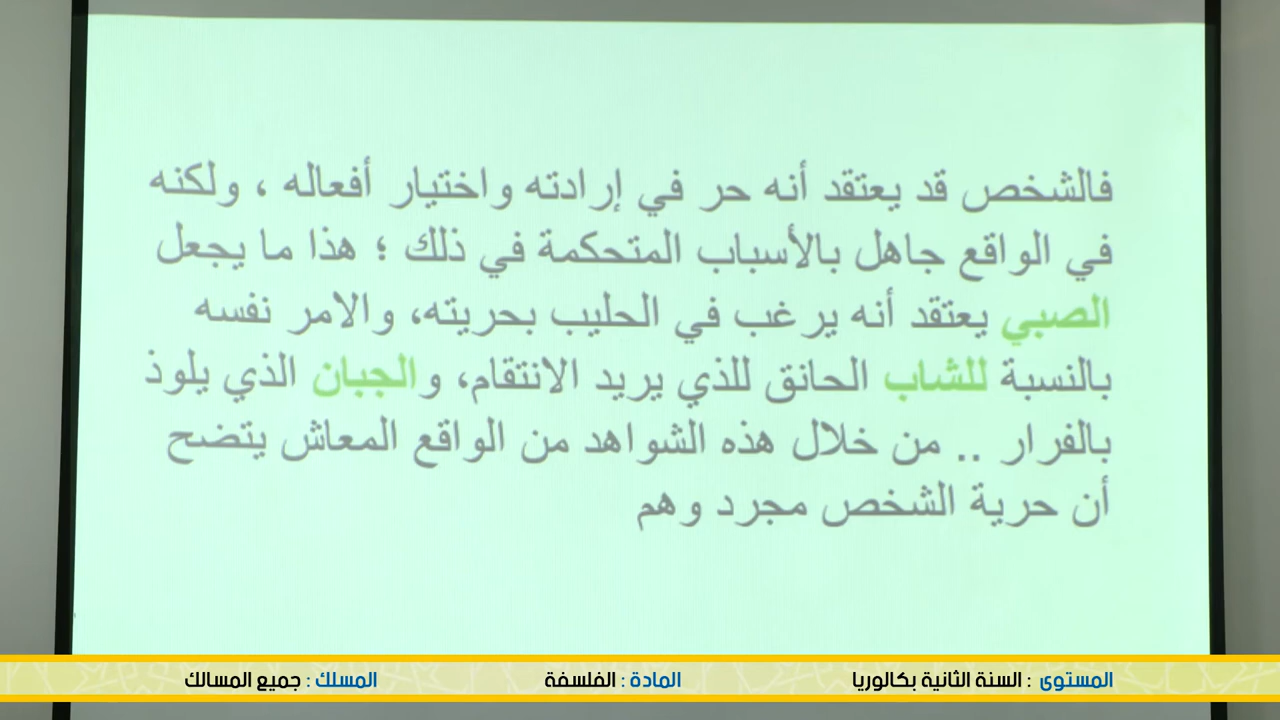 فالشخص قد يعتقد أنه حر في إرادته واختيار أفعاله ، ولكنه
في الواقع جاهل بالأسباب المتحكمة في ذلك ؛ هذا ما يجعل
الصبي يعتقد أنه يرغب في الحليب بحريته، والامر نفسه
بالنسبة للشاب الحانق للذي يريد الانتقام، والجبان الذي يلوذ
بالفرار .. من خلال هذه الشواهد من الواقع المعاش يتضح
أن حرية الشخص مجرد وهم
المستوى : السنة الثانية بكالوريا المادة : الفلسفة المسلك : جميع المسالك